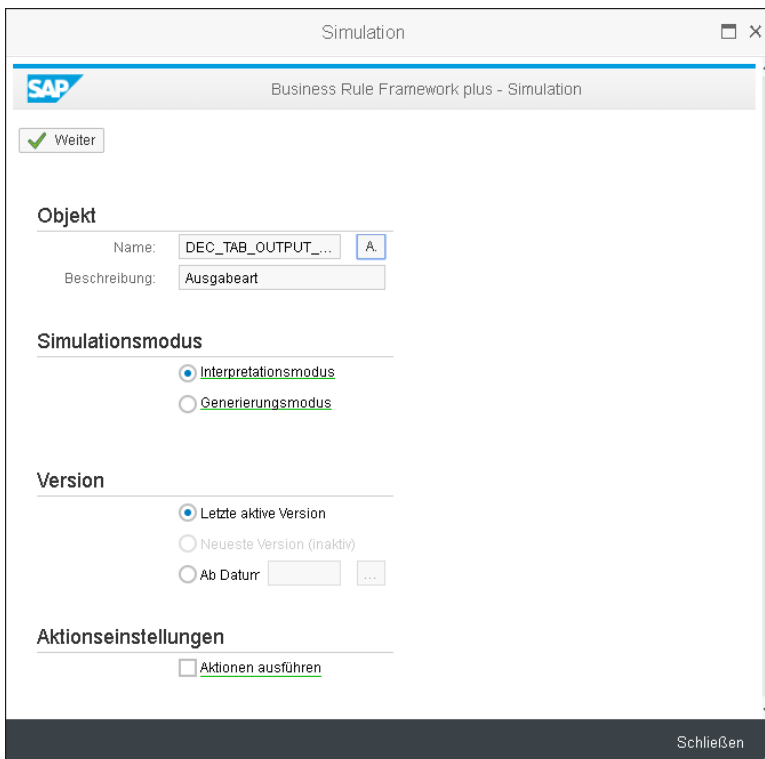 Simulation
SAP Business Rule Framework plus - Simulation
Weiter
Objekt
Name: DEC_TAB_OUTPUT_... A.
Beschreibung: Ausgabeart
Simulationsmodus
Interpretationsmodus
Generierungsmodus
Version
Letzte aktive Version
Neueste Version (inaktiv)
Ab Datum ...
Aktionseinstellungen
Aktionen ausführen
Schließen